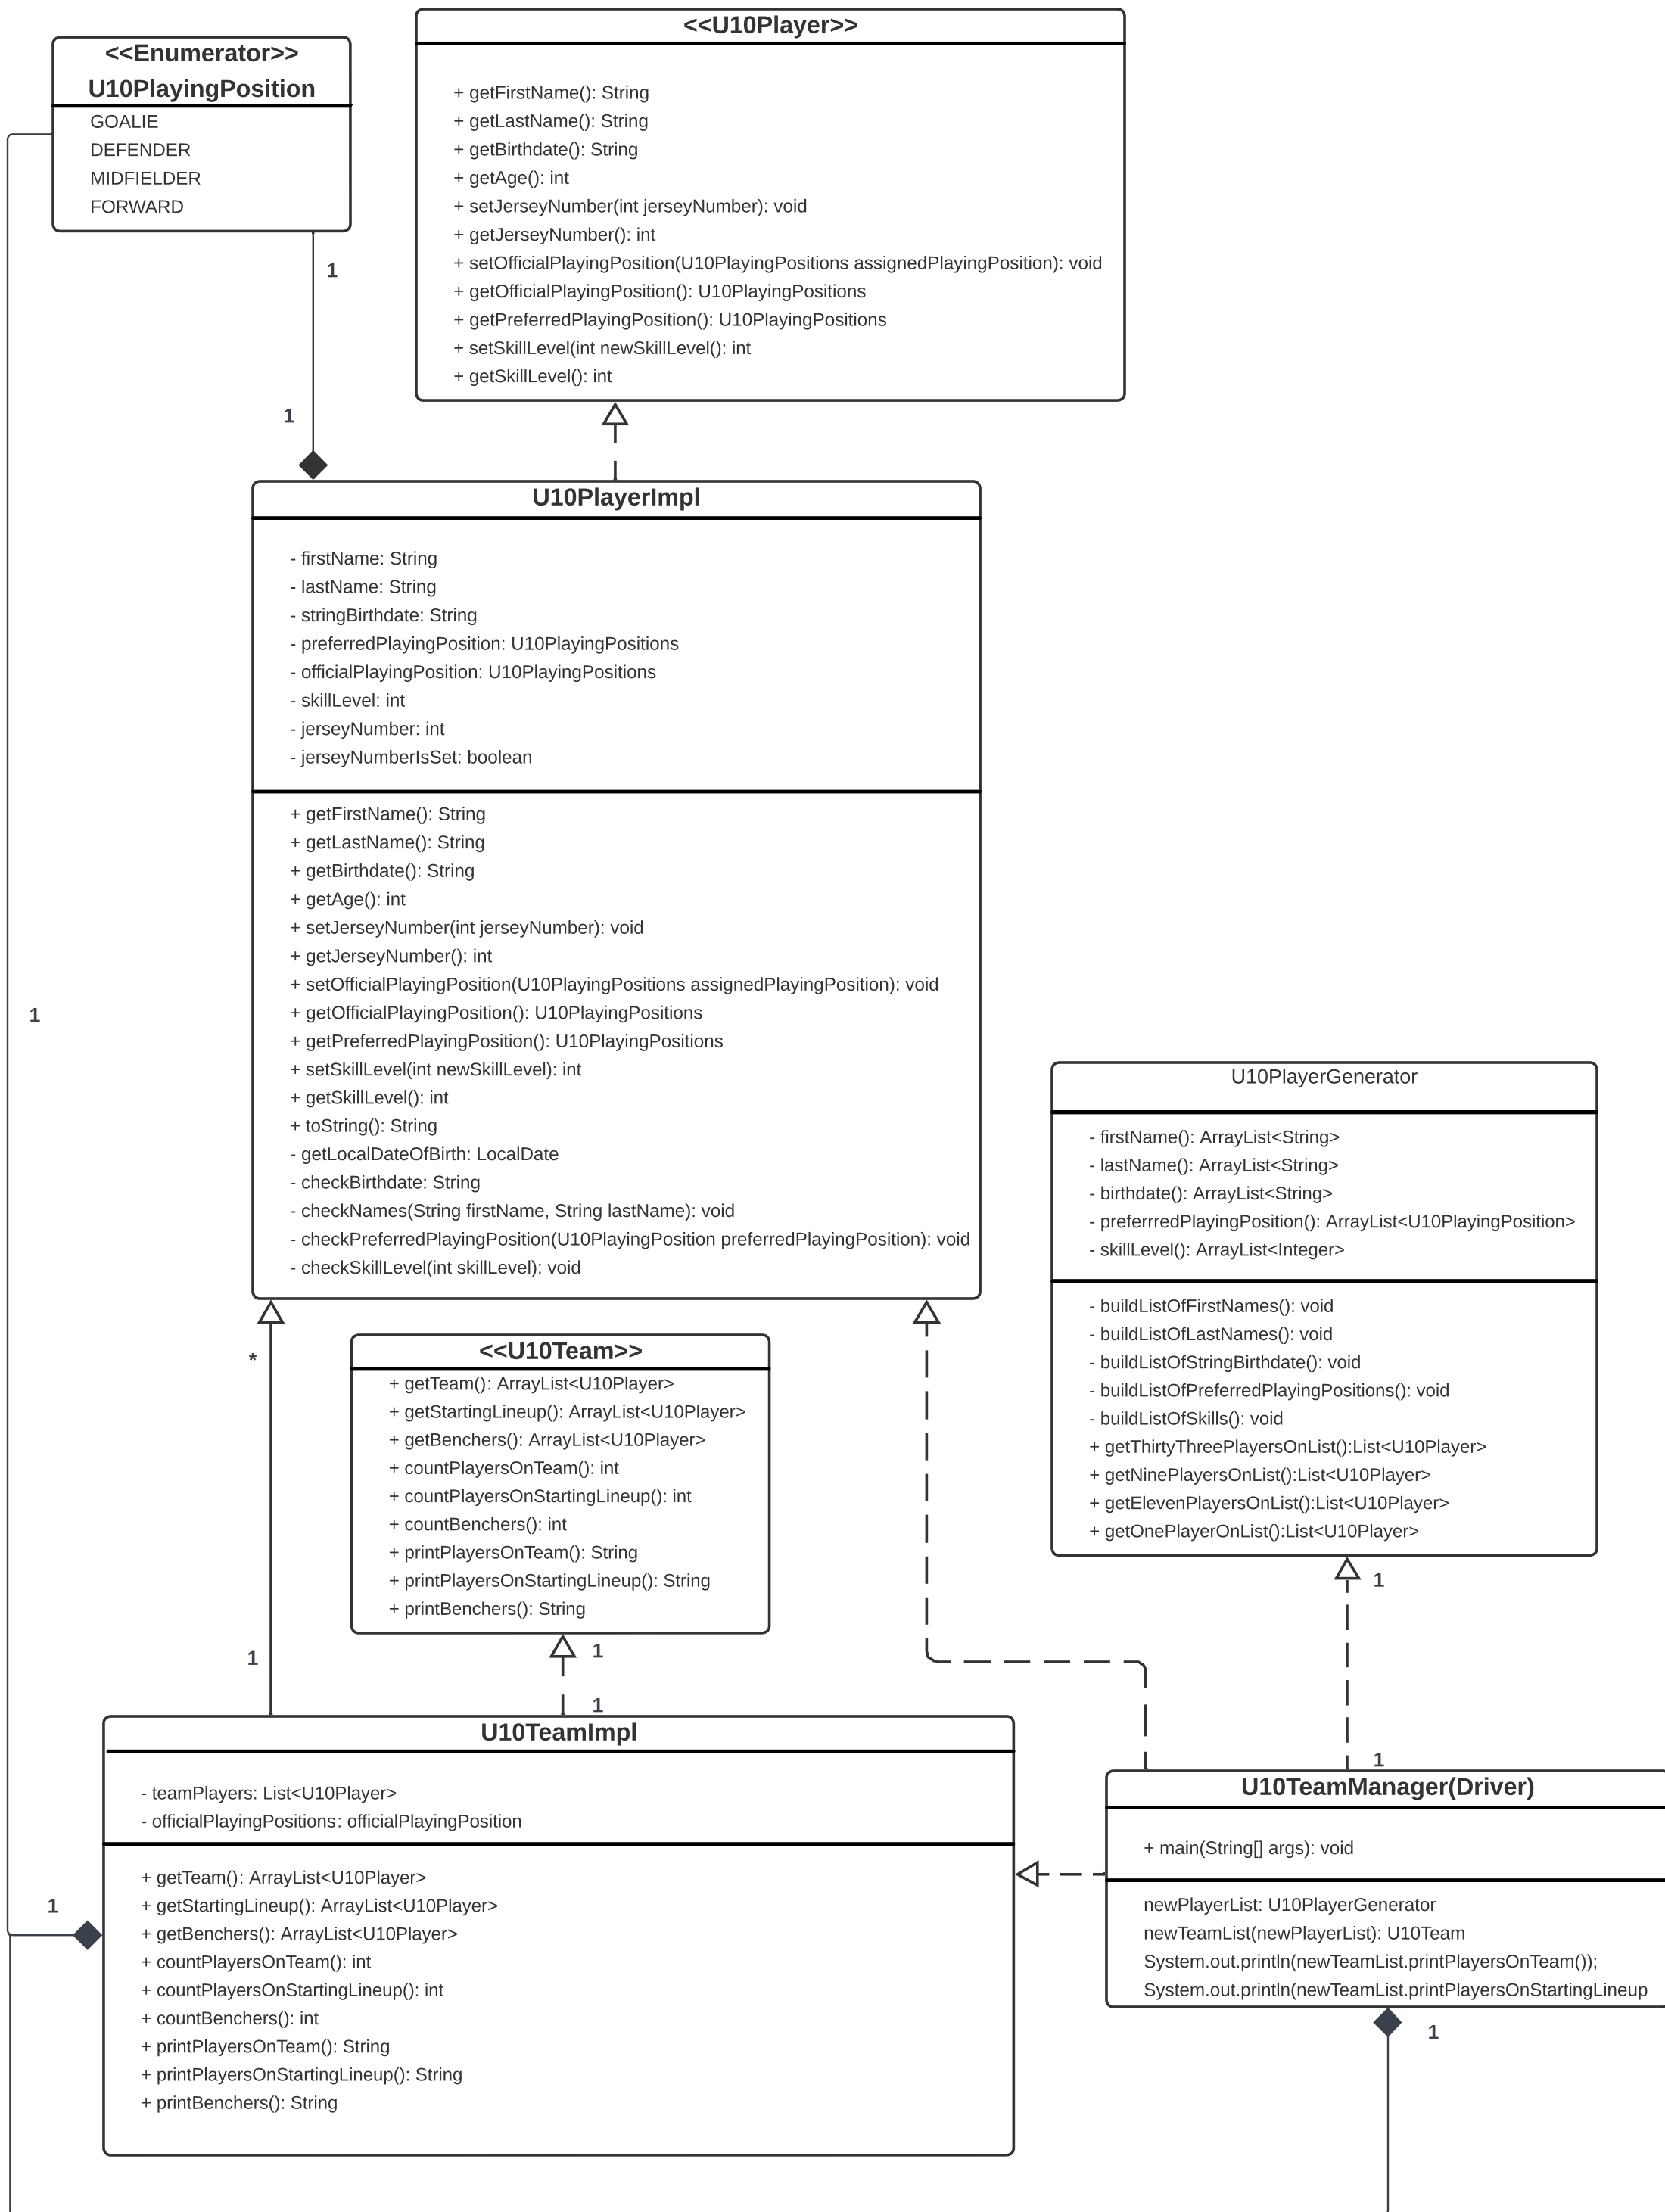 <<Enumerator>>
U10PlayingPosition
GOALIE
DEFENDER
MIDFIELDER
FORWARD
<<U10Player>>
+ getFirstName(): String
+ getLastName(): String
+ getBirthdate(): String
+ getAge(): int
+ setJerseyNumber(int jerseyNumber): void
+ getJerseyNumber(): int
+ setOfficialPlayingPosition(U10PlayingPositions assignedPlayingPosition): void
+ getOfficialPlayingPosition(): U10PlayingPositions
+ getPreferredPlayingPosition(): U10PlayingPositions
+ setSkillLevel(int newSkillLevel(): int
+ getSkillLevel(): int
1
1
U10PlayerImpl
- firstName: String
- lastName: String
- stringBirthdate: String
- preferredPlayingPosition: U10PlayingPositions
- officialPlayingPosition: U10PlayingPositions
- skillLevel: int
- jerseyNumber: int
- jerseyNumberIsSet: boolean
+ getFirstName(): String
+ getLastName(): String
+ getBirthdate(): String
+ getAge(): int
+ setJerseyNumber(int jerseyNumber): void
+ getJerseyNumber(): int
+ setOfficialPlayingPosition(U10PlayingPositions assignedPlayingPosition): void
+ getOfficialPlayingPosition(): U10PlayingPositions
+ getPreferredPlayingPosition(): U10PlayingPositions
+ setSkillLevel(int newSkillLevel): int
+ getSkillLevel(): int
+ toString(): String
- getLocalDateOfBirth: LocalDate
- checkBirthdate: String
- checkNames(String firstName, String lastName): void
- checkPreferredPlayingPosition(U10PlayingPosition preferredPlayingPosition): void
- checkSkillLevel(int skillLevel): void
1
U10PlayerGenerator
- firstName(): ArrayList<String>
- lastName(): ArrayList<String>
- birthdate(): ArrayList<String>
- preferrredPlayingPosition(): ArrayList<U10PlayingPosition>
- skillLevel(): ArrayList<Integer>
- buildListOfFirstNames(): void
- buildListOfLastNames(): void
- buildListOfStringBirthdate(): void
- buildListOfPreferredPlayingPositions(): void
- buildListOfSkills(): void
+ getThirtyThreePlayersOnList():List<U10Player>
+ getNinePlayersOnList():List<U10Player>
+ getElevenPlayersOnList():List<U10Player>
+ getOnePlayerOnList():List<U10Player>
*
<<U10Team>>
+ getTeam(): ArrayList<U10Player>
+ getStartingLineup(): ArrayList<U10Player>
+ getBenchers(): ArrayList<U10Player>
+ countPlayersOnTeam(): int
+ countPlayersOnStartingLineup(): int
+ countBenchers(): int
+ printPlayersOnTeam(): String
+ printPlayersOnStartingLineup(): String
+ printBenchers(): String
1
1
1
1
1
U10TeamImpl
- teamPlayers: List<U10Player>
- officialPlayingPositions: officialPlayingPosition
+ getTeam(): ArrayList<U10Player>
+ getStartingLineup(): ArrayList<U10Player>
+ getBenchers(): ArrayList<U10Player>
+ countPlayersOnTeam(): int
+ countPlayersOnStartingLineup(): int
+ countBenchers(): int
+ printPlayersOnTeam(): String
+ printPlayersOnStartingLineup(): String
+ printBenchers(): String
1
U10TeamManager(Driver)
+ main(String[] args): void
newPlayerList: U10PlayerGenerator
newTeamList(newPlayerList): U10Team
System.out.println(newTeamList.printPlayersOnTeam());
System.out.println(newTeamList.printPlayersOnStartingLineup
1